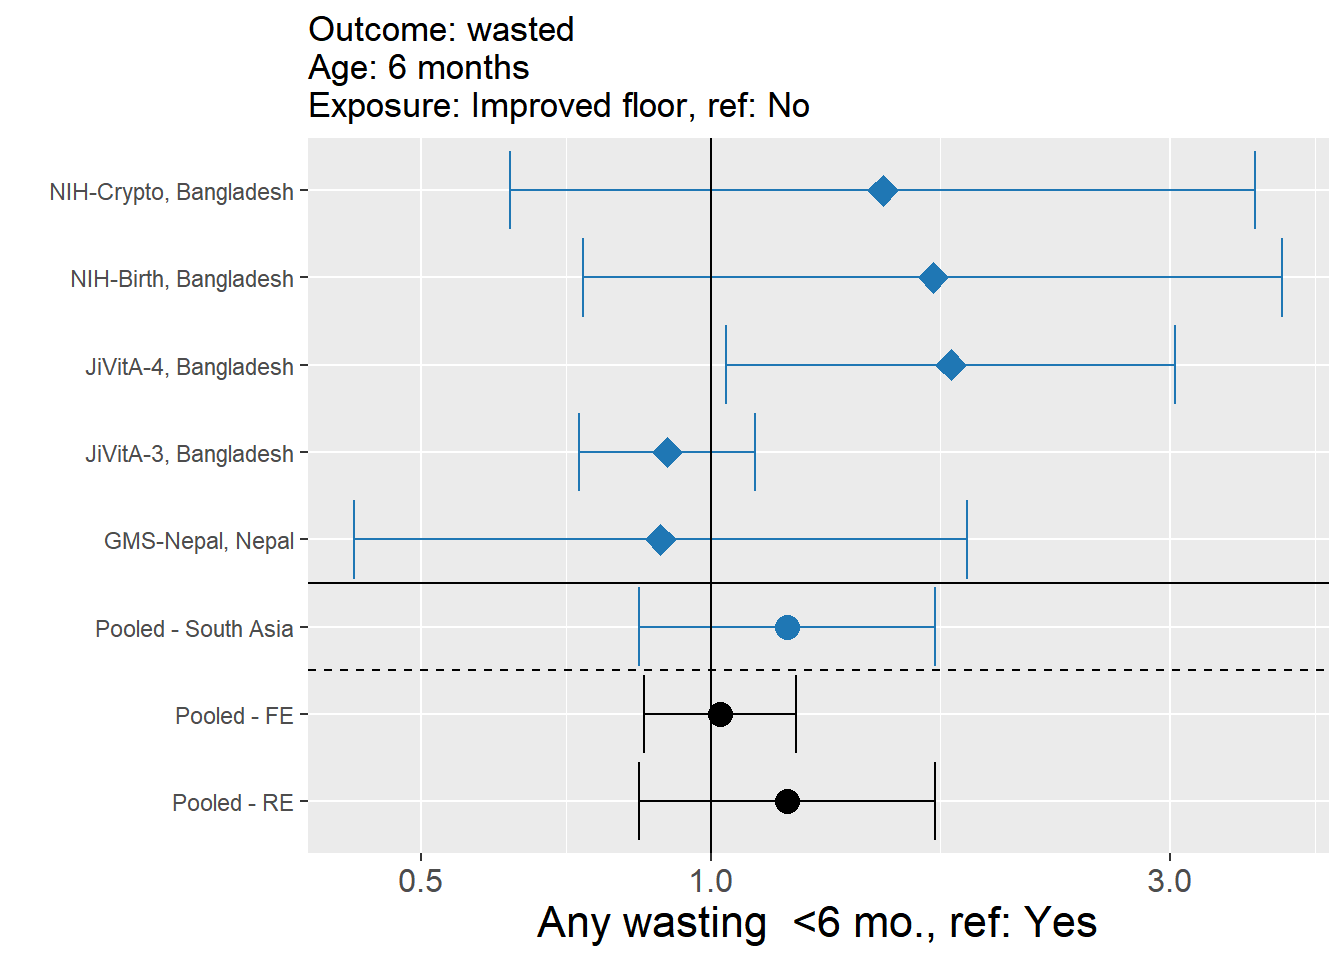 Outcome: wasted
Age: 6 months
Exposure: Improved floor, ref: No
NIH-Crypto, Bangladesh
NIH-Birth, Bangladesh
JiVitA-4, Bangladesh
JiVitA-3, Bangladesh
GMS-Nepal, Nepal
Pooled - South Asia
Pooled - FE
Pooled - RE
0.5 1.0 3.0
Any wasting  <6 mo., ref: Yes